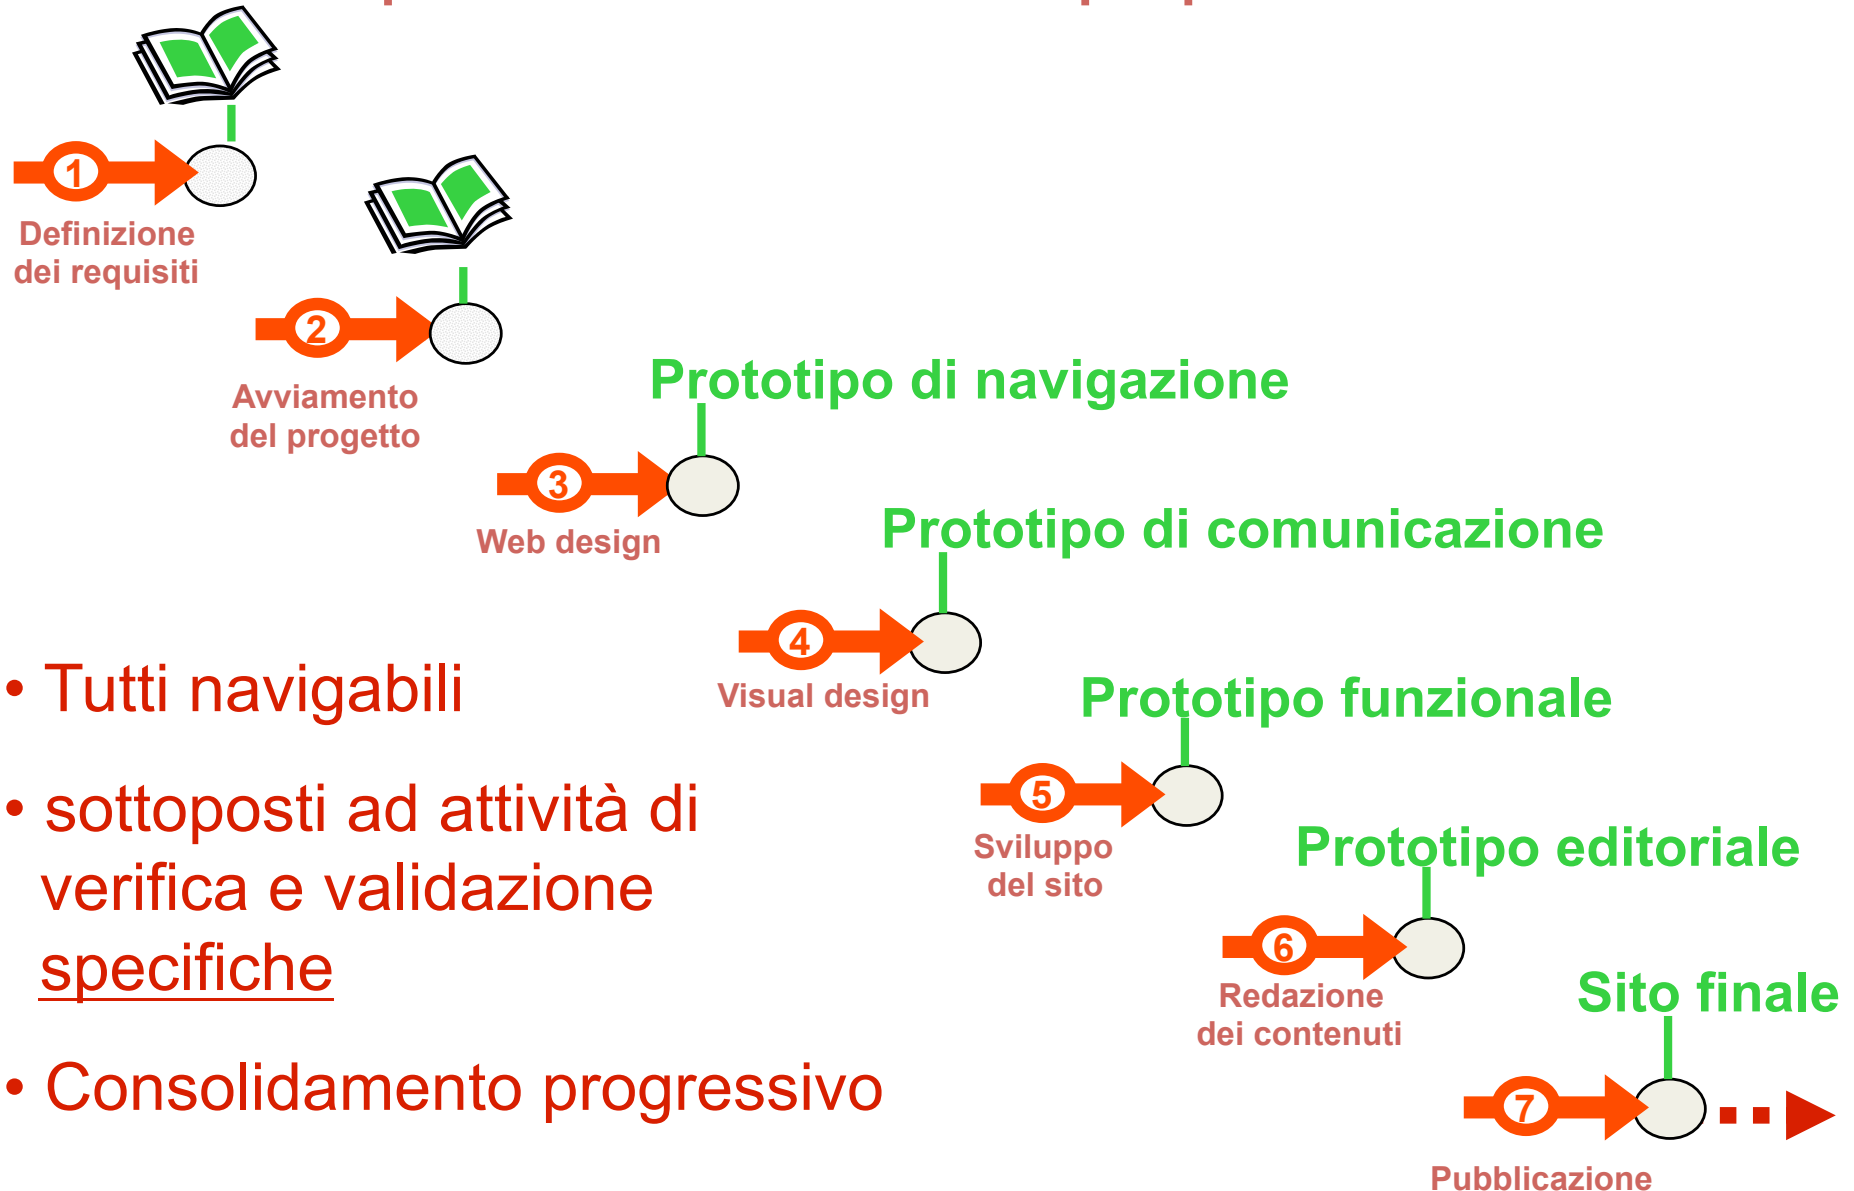 1
Definizione
dei requisiti
2
Avviamento
del progetto
Prototipo di navigazione
3
Web design
Prototipo di comunicazione
4
Visual design
Prototipo funzionale
5
Sviluppo
del sito
Prototipo editoriale
6
Redazione
dei contenuti
Sito finale
7
Pubblicazione
• Tutti navigabili
• sottoposti ad attività di
verifica e validazione
specifiche
• Consolidamento progressivo